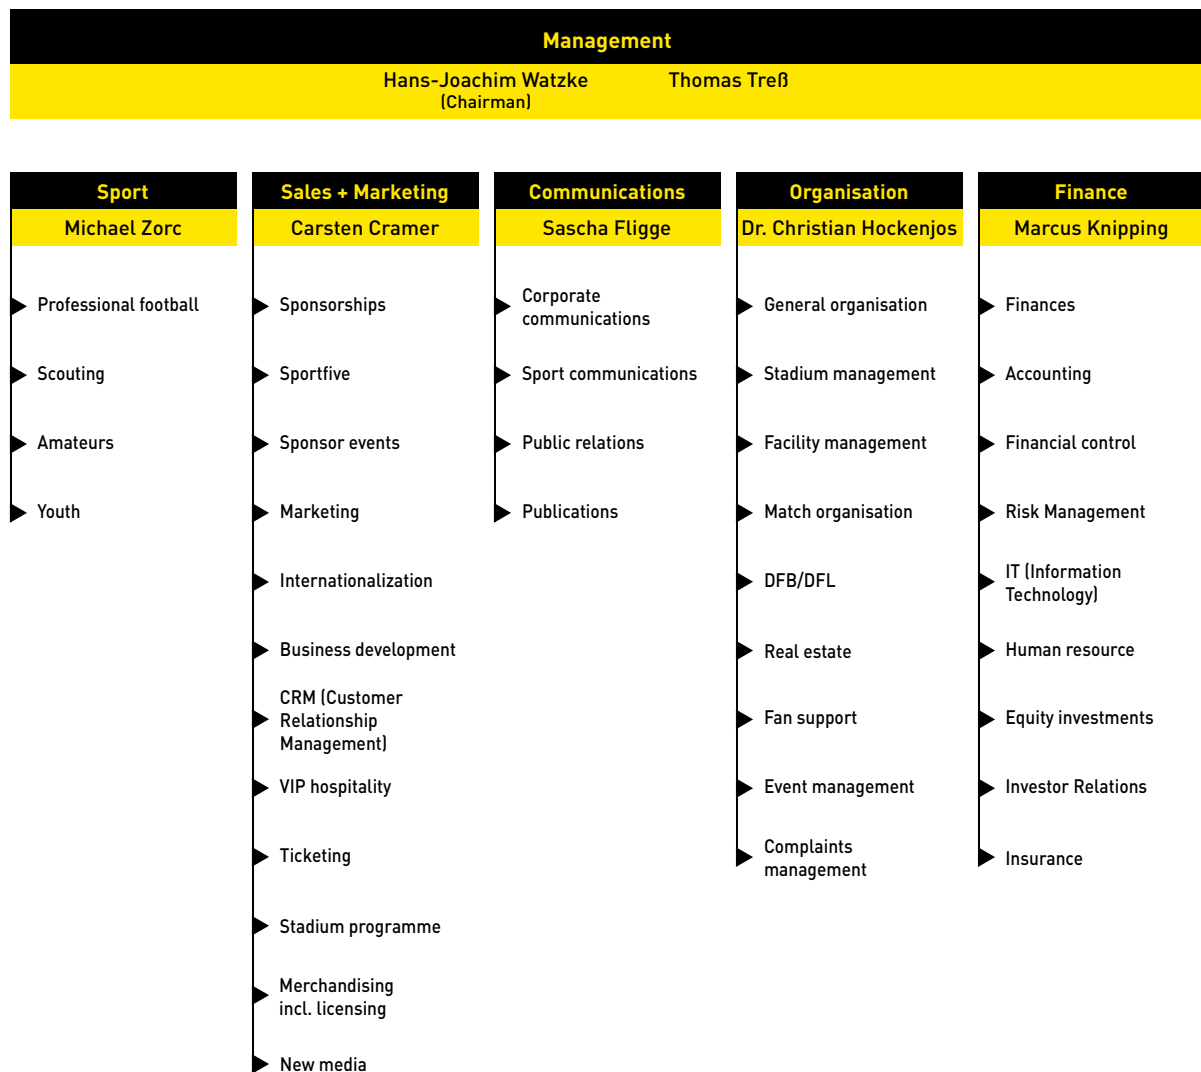 Management
Hans-Joachim Watzke
(Chairman)
Thomas Treß
Sport
Michael Zorc
Professional football
Scouting
Amateurs
Youth
Sales + Marketing
Carsten Cramer
Sponsorships
Sportfive
Sponsor events
Marketing
Internationalization
Business development
CRM (Customer
Relationship
Management)
VIP hospitality
Ticketing
Stadium programme
Merchandising
incl. licensing
New media
Communications
Sascha Fligge
Corporate
communications
Sport communications
Public relations
Publications
Organisation
Dr. Christian Hockenjos
General organisation
Stadium management
Facility management
Match organisation
DFB/DFL
Real estate
Fan support
Event management
Complaints
management
Finance
Marcus Knipping
Finances
Accounting
Financial control
Risk Management
IT (Information
Technology)
Human resource
Equity investments
Investor Relations
Insurance